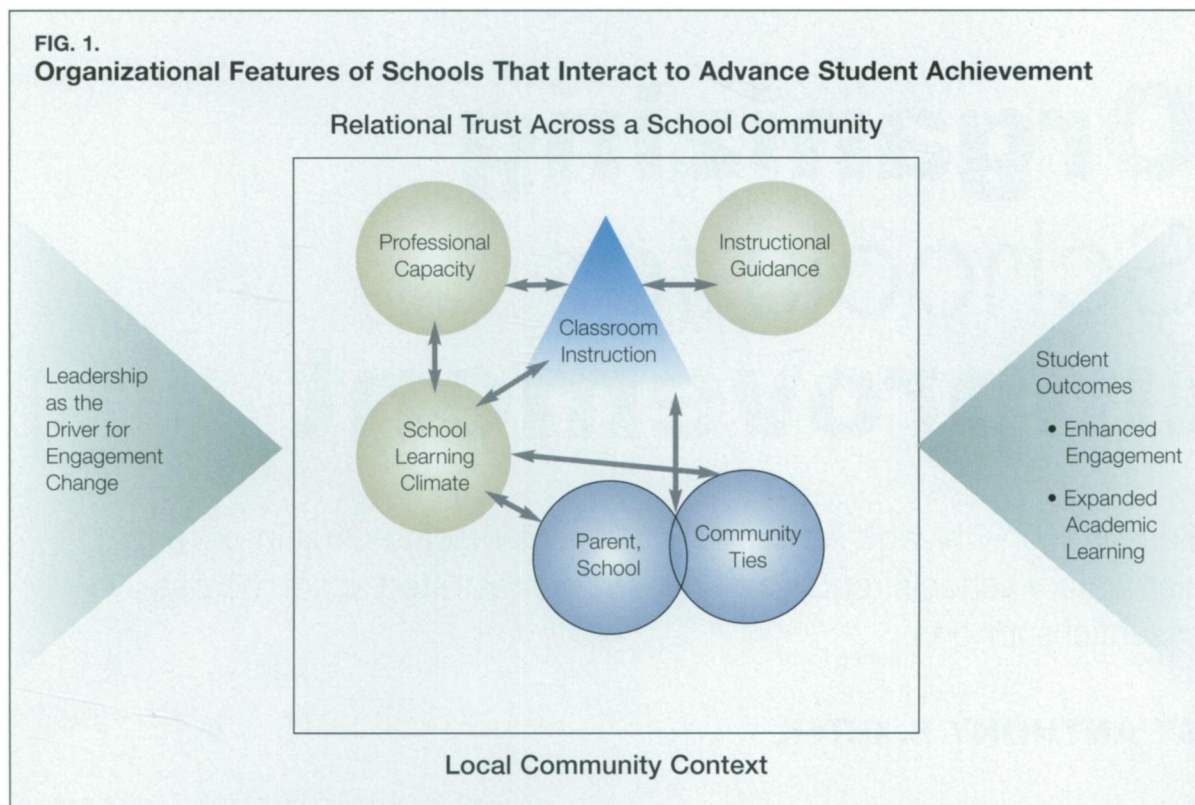 FIG. 1.
Organizational Features of Schools That Interact to Advance Student Achievement
Relational Trust Across a School Community
Professional
Capacity
Instructional
Guidance
Classroom
Instruction
Leadership
as the
Driver for
Engagement
Change
School
Learning
Climate
Parent,
School
Community
Ties
Student
Outcomes
• Enhanced
Engagement
• Expanded
Academic
Learning
Local Community Context